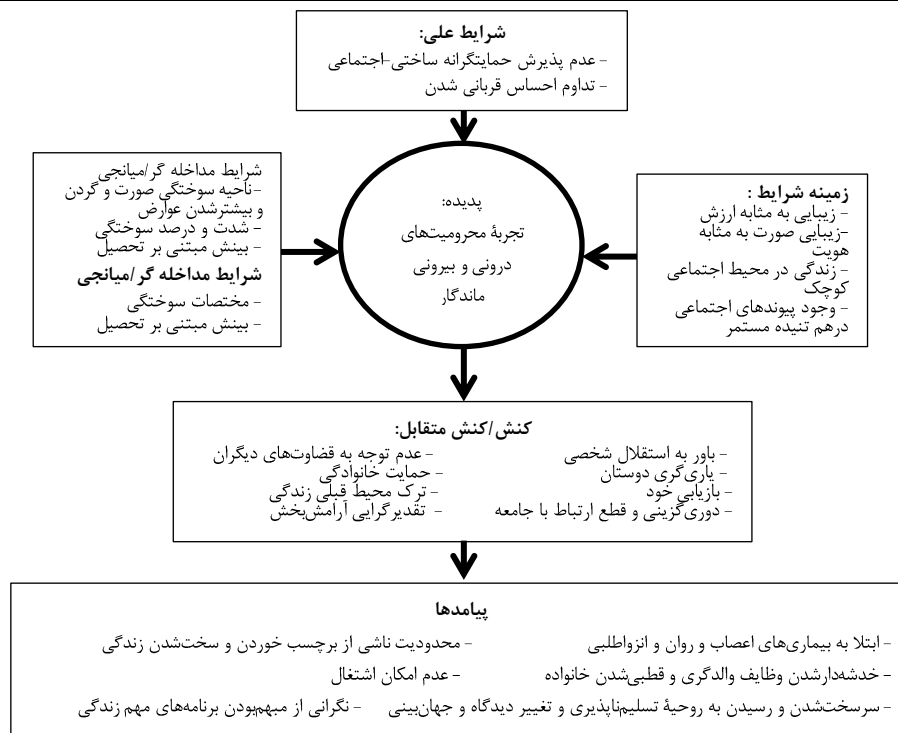 شرایط علی:
- عدم پذیرش حمایتگرانه ساختی-اجتماعی
- تداوم احساس قربانی شدن
زمینه شرایط :
- زیبایی به مثابه ارزش
-زیبایی صورت به مثابه
هویت
- زندگی در محیط اجتماعی
کوچک
- وجود پیوندهای اجتماعی
درهم تنیده مستمر
پدیده:
تجربۀ محرومیت‌های
درونی و بیرونی
ماندگار
شرایط مداخله گر/میانجی
-ناحیه سوختگی صورت و گردن
و بیشترشدن عوارض
- شدت و درصد سوختگی
- بینش مبتنی بر تحصیل
شرایط مداخله گر/میانجی
- مختصات سوختگی
- بینش مبتنی بر تحصیل
کنش/کنش متقابل:
- باور به استقلال شخصی
- یاری‌گری دوستان
- بازیابی خود
- دوری‌گزینی و قطع ارتباط با جامعه
- عدم توجه به قضاوت‌های دیگران
- حمایت خانوادگی
- ترک محیط قبلی زندگی
- تقدیرگرایی آرامش‌بخش
پیامدها
- ابتلا به بیماری‌های اعصاب و روان و انزواطلبی
- محدودیت ناشی از برچسب خوردن و سخت‌شدن زندگی
- خدشه‌دارشدن وظایف والدگری و قطبی‌شدن خانواده
- عدم امکان اشتغال
- سرسخت‌شدن و رسیدن به روحیۀ تسلیم‌ناپذیری و تغییر دیدگاه و جهان‌بینی
- نگرانی از مبهم‌بودن برنامه‌های مهم زندگی